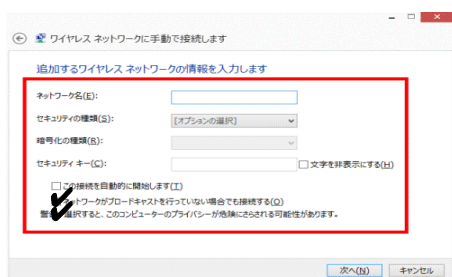 ワイヤレス ネットワークに手動で接続します
追加するワイヤレス ネットワークの情報を入力します
ネットワーク名(E):
セキュリティの種類(S):
[オプションの選択]
暗号化の種類(R):
セキュリティ キー(C):
文字を非表示にする(H)
この接続を自動的に開始します(T)
ネットワークがブロードキャストを行っていない場合でも接続する(O)
選択すると、このコンピューターのプライバシーが危険にさらされる可能性があります。
次へ(N)
キャンセル